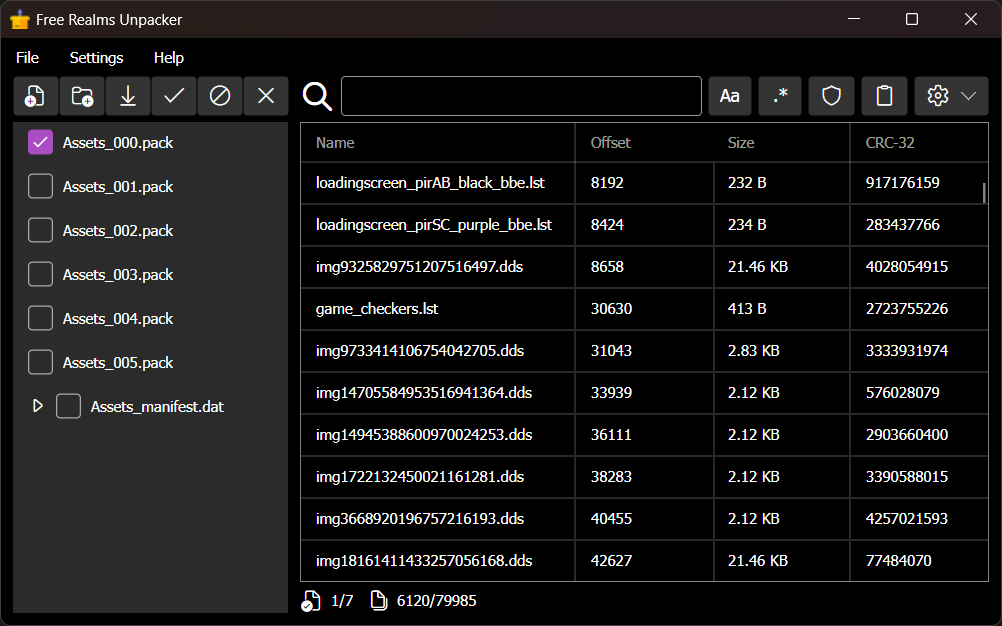 Free Realms Unpacker
File Settings Help
Aa .*
Assets_000.pack
Assets_001.pack
Assets_002.pack
Assets_003.pack
Assets_004.pack
Assets_005.pack
Assets_manifest.dat
Name Offset Size CRC-32
loadingscreen_pirAB_black_bbe.lst 8192 232 B 917176159
loadingscreen_pirSC_purple_bbe.lst 8424 234 B 283437766
img9325829751207516497.dds 8658 21.46 KB 4028054915
game_checkers.lst 30630 413 B 2723755226
img9733414106754042705.dds 31043 2.83 KB 3333931974
img14705584953516941364.dds 33939 2.12 KB 576028079
img14945388600970024253.dds 36111 2.12 KB 2903660400
img1722132450021161281.dds 38283 2.12 KB 3390588015
img3668920196757216193.dds 40455 2.12 KB 4257021593
img18161411433257056168.dds 42627 21.46 KB 77484070
1/7 6120/79985